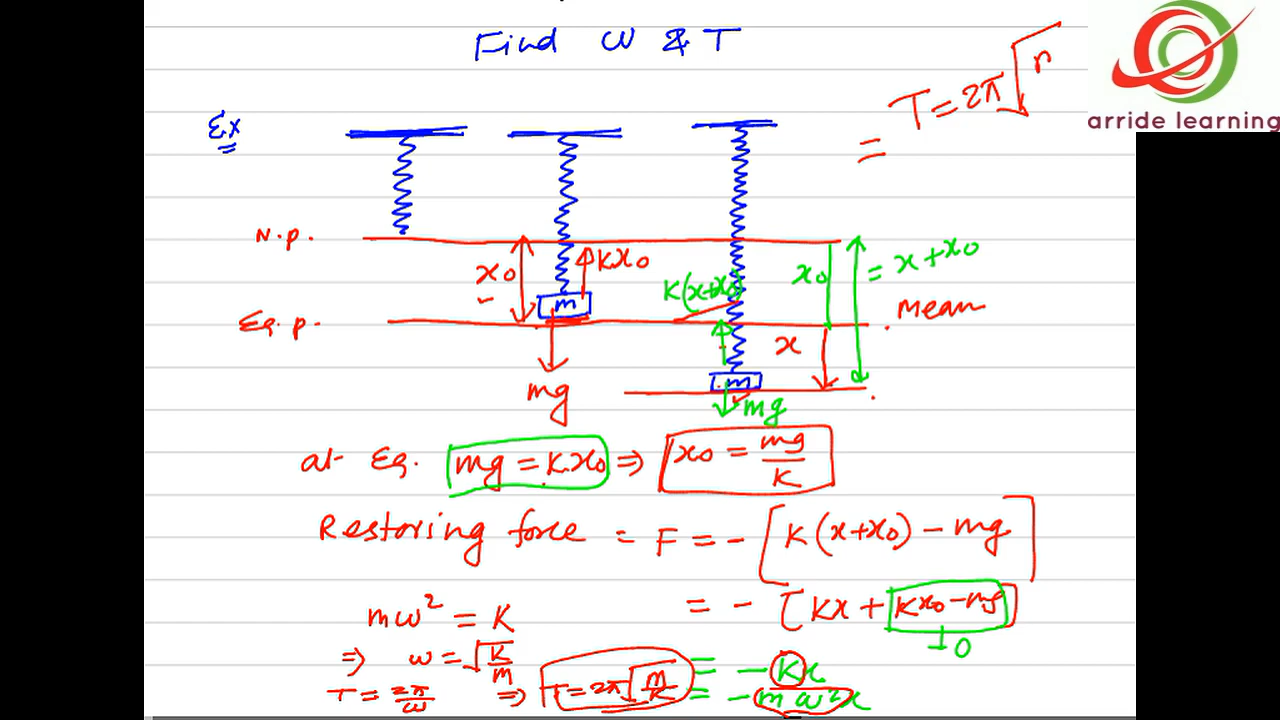 Find ω & T
T = 2π√n
=
arride learning
Ex
N.p.
x₀
Kx₀
K(x+x₀)
x₀
= x+x₀
m
Eq. p.
Mean
x
m
mg
mg
at Eq. mg = Kx₀ ⇒ x₀ = mg/K
Restoring force = F = - [K(x+x₀) - mg]
= - [Kx + Kx₀ - mg]
→ 0
mω² = K
⇒ ω = √K/m
= - Kx
T = 2π/ω ⇒ T = 2π√m/K
= - mω²x